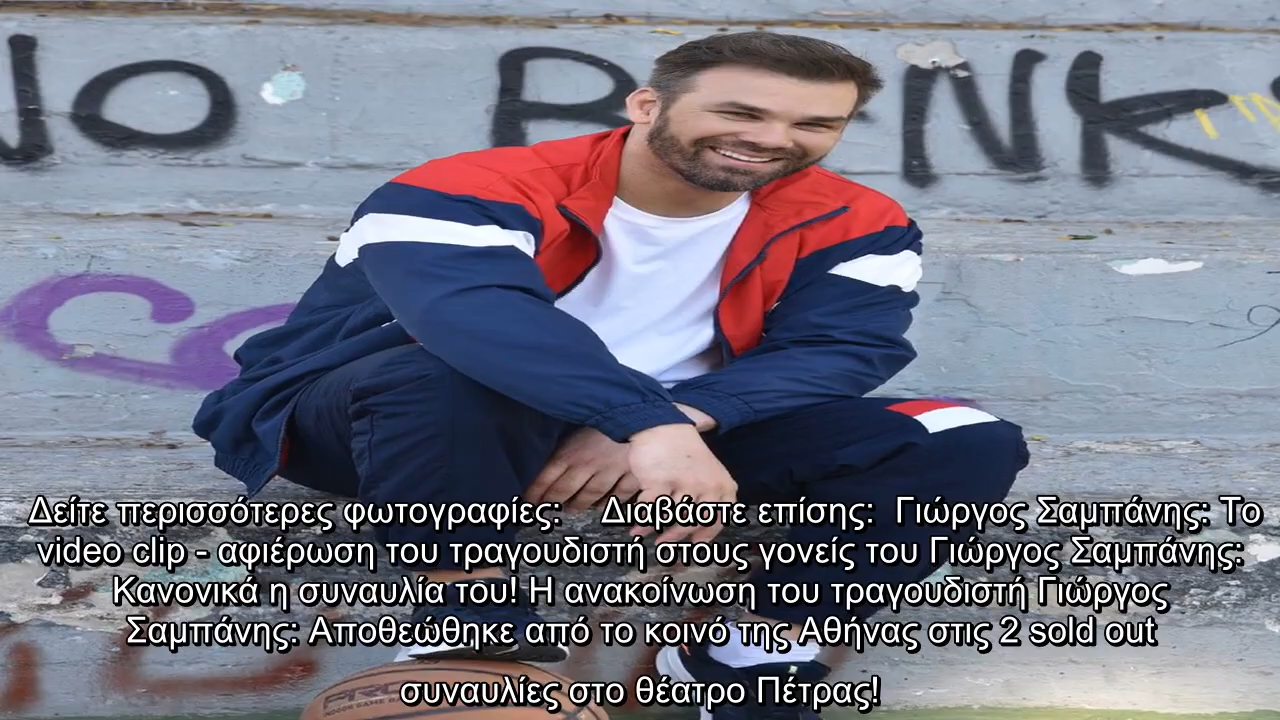 NO BANKS
Δείτε περισσότερες φωτογραφίες: Διαβάστε επίσης: Γιώργος Σαμπάνης: Το
video clip - αφιέρωση του τραγουδιστή στους γονείς του Γιώργος Σαμπάνης:
Κανονικά η συναυλία του! Η ανακοίνωση του τραγουδιστή Γιώργος
Σαμπάνης: Αποθεώθηκε από το κοινό της Αθήνας στις 2 sold out
συναυλίες στο θέατρο Πέτρας!